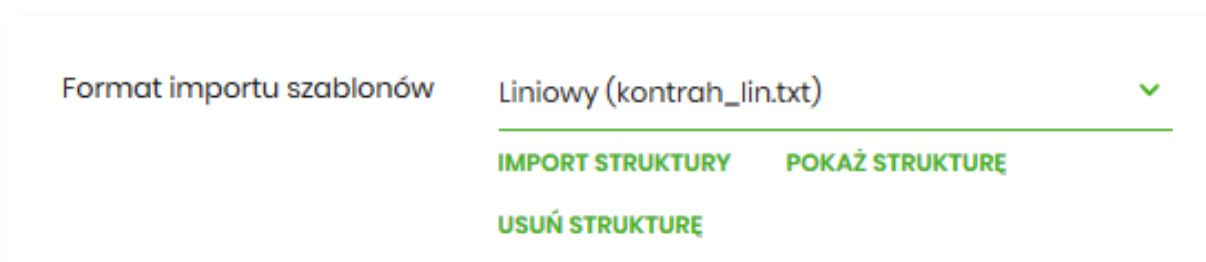 Format importu szablonów Liniowy (kontrah_lin.txt)
IMPORT STRUKTURY POKAŻ STRUKTURĘ
USUŃ STRUKTURĘ